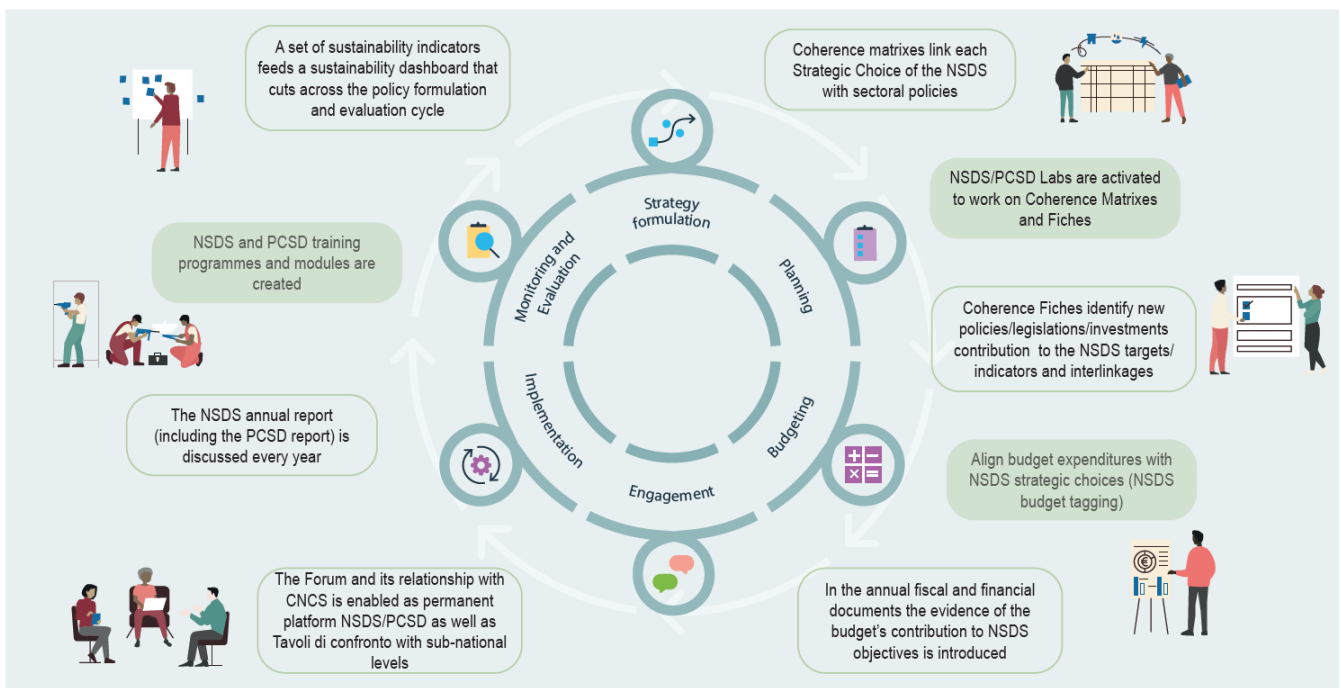 A set of sustainability indicators
feeds a sustainability dashboard that
cuts across the policy formulation
and evaluation cycle
Coherence matrixes link each
Strategic Choice of the NSDS
with sectoral policies
NSDS/PCSD Labs are activated
to work on Coherence Matrixes
and Fiches
Coherence Fiches identify new
policies/legislations/investments
contribution to the NSDS targets/
indicators and interlinkages
Align budget expenditures with
NSDS strategic choices (NSDS
budget tagging)
In the annual fiscal and financial
documents the evidence of the
budget's contribution to NSDS
objectives is introduced
The Forum and its relationship with
CNCS is enabled as permanent
platform NSDS/PCSD as well as
Tavoli di confronto with sub-national
levels
The NSDS annual report
(including the PCSD report) is
discussed every year
NSDS and PCSD training
programmes and modules are
created
Strategy
formulation
Planning
Budgeting
Engagement
Implementation
Monitoring and
Evaluation